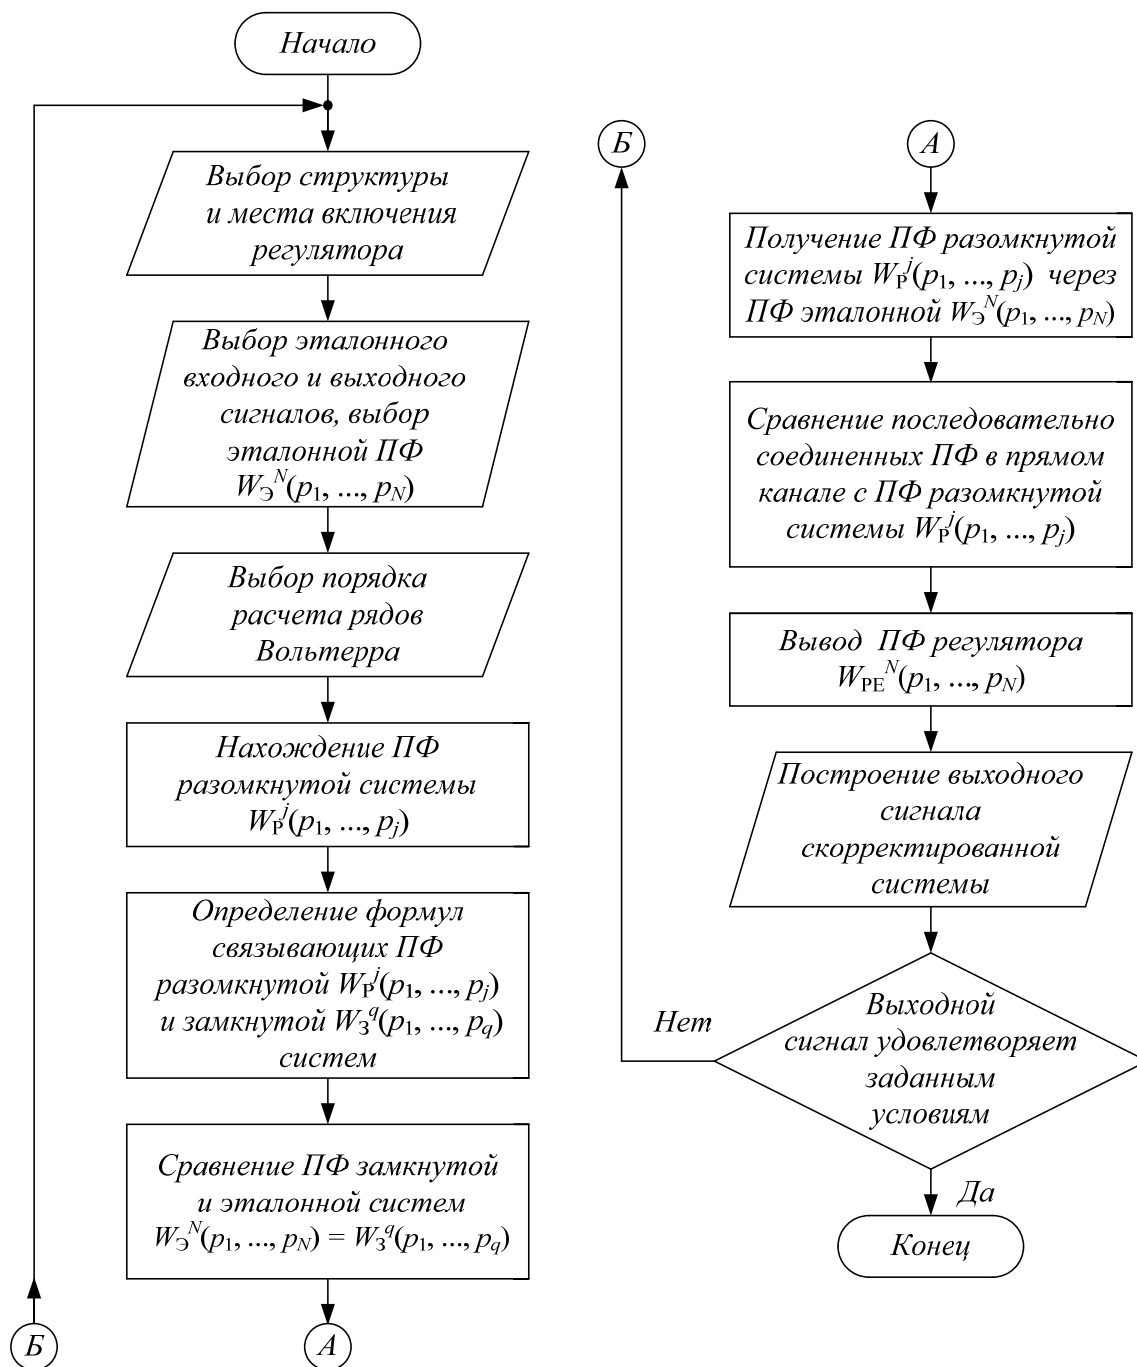 Начало
Выбор структуры
и места включения
регулятора
Выбор эталонного
входного и выходного
сигналов, выбор
эталонной ПФ
W_Э^N(p_1, ..., p_N)
Выбор порядка
расчета рядов
Вольтерра
Нахождение ПФ
разомкнутой системы
W_Р^j(p_1, ..., p_j)
Определение формул
связывающих ПФ
разомкнутой W_Р^j(p_1, ..., p_j)
и замкнутой W_З^q(p_1, ..., p_q)
систем
Сравнение ПФ замкнутой
и эталонной систем
W_Э^N(p_1, ..., p_N) = W_З^q(p_1, ..., p_q)
Б
А
Б
А
Получение ПФ разомкнутой
системы W_Р^j(p_1, ..., p_j) через
ПФ эталонной W_Э^N(p_1, ..., p_N)
Сравнение последовательно
соединенных ПФ в прямом
канале с ПФ разомкнутой
системы W_Р^j(p_1, ..., p_j)
Вывод ПФ регулятора
W_РЕ^N(p_1, ..., p_N)
Построение выходного
сигнала
скорректированной
системы
Нет
Выходной
сигнал удовлетворяет
заданным
условиям
Да
Конец